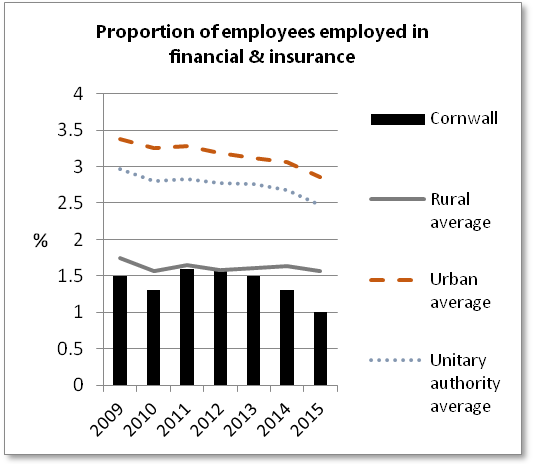 Proportion of employees employed in
financial & insurance
4
3.5
3
2.5
2
1.5
1
0.5
0
%
2009
2010
2011
2012
2013
2014
2015
Cornwall
Rural
average
Urban
average
Unitary
authority
average